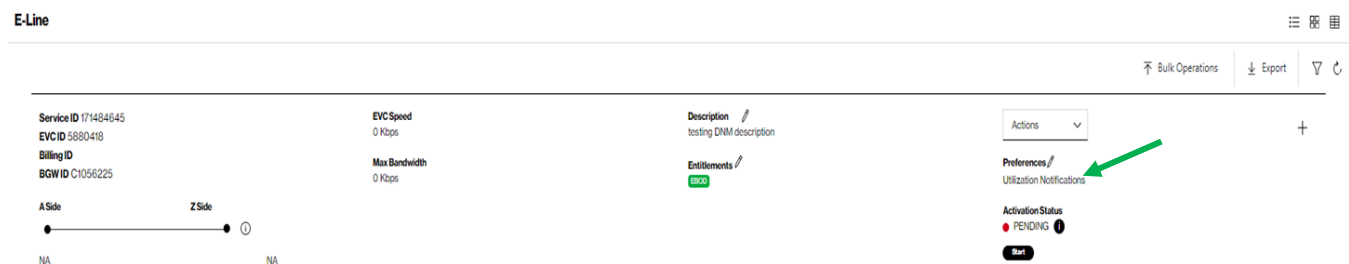 E-Line
Bulk Operations
Export
Service ID 171484645
EVC ID 5880418
Billing ID
BGW ID C1056225
A Side
Z Side
NA
NA
EVC Speed
0 Kbps
Max Bandwidth
0 Kbps
Description
testing DNM description
Entitlements
EBOD
Actions
Preferences
Utilization Notifications
Activation Status
PENDING
Start